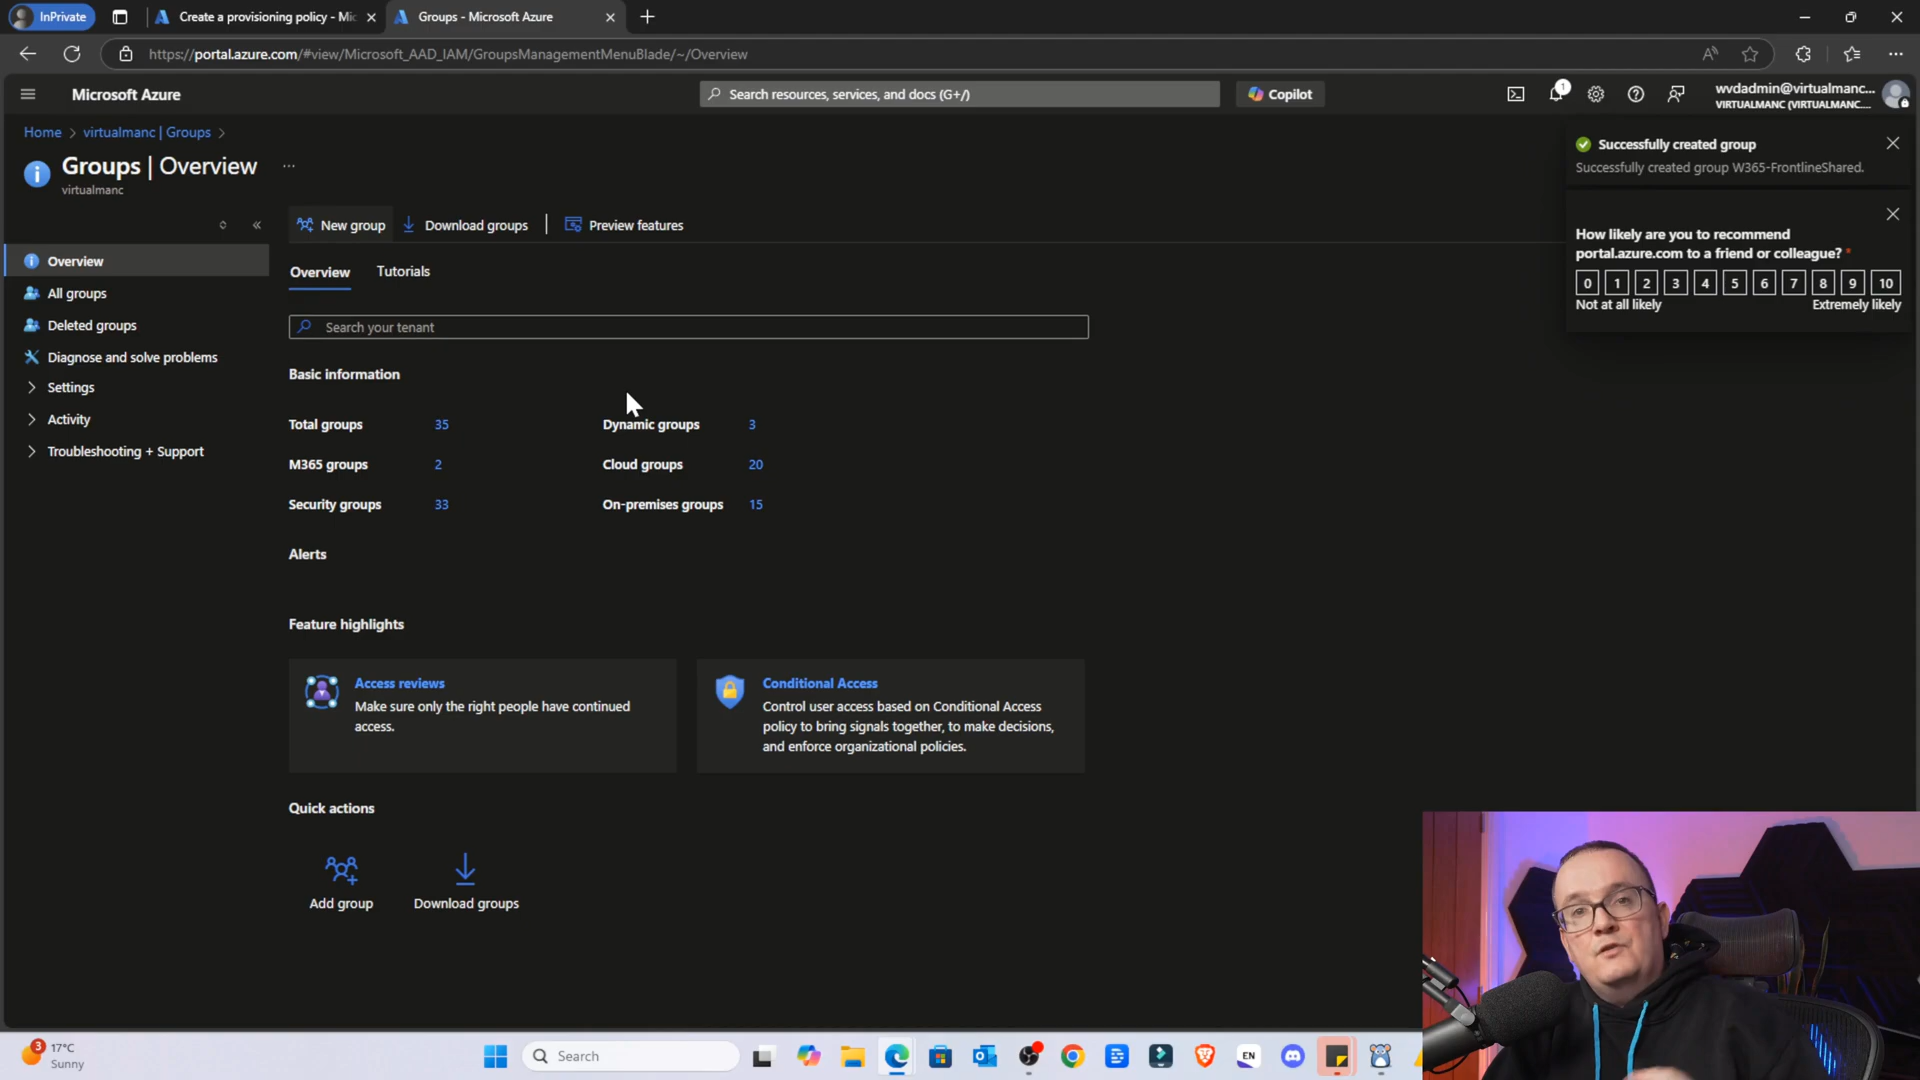 InPrivate
Create a provisioning policy - Mic
Groups - Microsoft Azure
https://portal.azure.com/#view/Microsoft_AAD_IAM/GroupsManagementMenuBlade/~/Overview
Microsoft Azure
Search resources, services, and docs (G+/)
Copilot
1
wvdadmin@virtualmanc...
VIRTUALMANC (VIRTUALMANC....
Home
virtualmanc | Groups
Groups | Overview
...
virtualmanc
Successfully created group
Successfully created group W365-FrontlineShared.
How likely are you to recommend
portal.azure.com to a friend or colleague? *
0 1 2 3 4 5 6 7 8 9 10
Not at all likely
Extremely likely
New group
Download groups
Preview features
Overview
All groups
Deleted groups
Diagnose and solve problems
Settings
Activity
Troubleshooting + Support
Overview
Tutorials
Search your tenant
Basic information
Total groups 35
Dynamic groups 3
M365 groups 2
Cloud groups 20
Security groups 33
On-premises groups 15
Alerts
Feature highlights
Access reviews
Make sure only the right people have continued
access.
Conditional Access
Control user access based on Conditional Access
policy to bring signals together, to make decisions,
and enforce organizational policies.
Quick actions
Add group
Download groups
3
17°C
Sunny
Search
EN